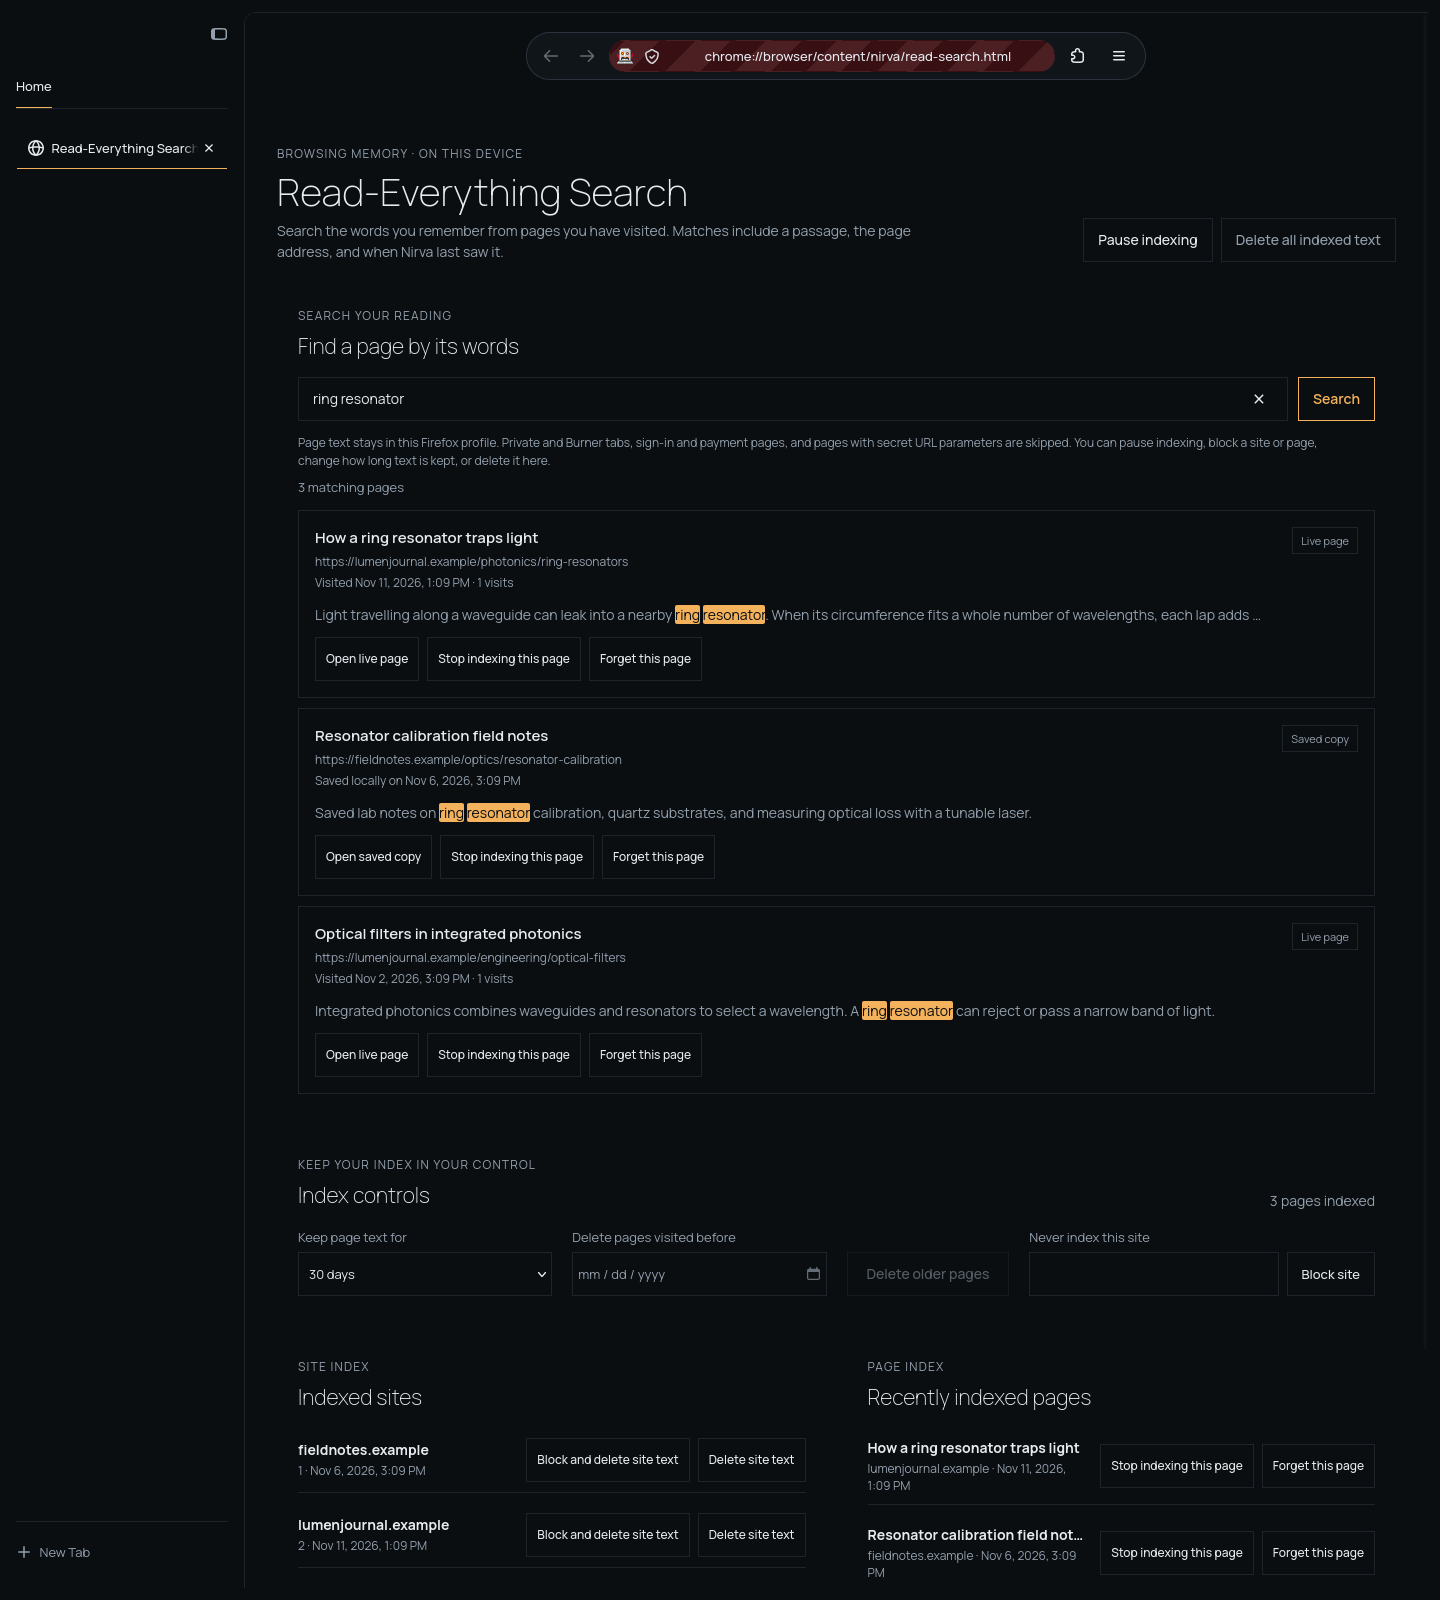 chrome://browser/content/nirva/read-search.html
Home
Read-Everything Search
BROWSING MEMORY · ON THIS DEVICE
Read-Everything Search
Search the words you remember from pages you have visited. Matches include a passage, the page
address, and when Nirva last saw it.
Pause indexing
Delete all indexed text
SEARCH YOUR READING
Find a page by its words
ring resonator
Search
Page text stays in this Firefox profile. Private and Burner tabs, sign-in and payment pages, and pages with secret URL parameters are skipped. You can pause indexing, block a site or page,
change how long text is kept, or delete it here.
3 matching pages
How a ring resonator traps light
Live page
https://lumenjournal.example/photonics/ring-resonators
Visited Nov 11, 2026, 1:09 PM · 1 visits
Light travelling along a waveguide can leak into a nearby ring resonator. When its circumference fits a whole number of wavelengths, each lap adds ...
Open live page
Stop indexing this page
Forget this page
Resonator calibration field notes
Saved copy
https://fieldnotes.example/optics/resonator-calibration
Saved locally on Nov 6, 2026, 3:09 PM
Saved lab notes on ring resonator calibration, quartz substrates, and measuring optical loss with a tunable laser.
Open saved copy
Stop indexing this page
Forget this page
Optical filters in integrated photonics
Live page
https://lumenjournal.example/engineering/optical-filters
Visited Nov 2, 2026, 3:09 PM · 1 visits
Integrated photonics combines waveguides and resonators to select a wavelength. A ring resonator can reject or pass a narrow band of light.
Open live page
Stop indexing this page
Forget this page
KEEP YOUR INDEX IN YOUR CONTROL
Index controls
3 pages indexed
Keep page text for
30 days
Delete pages visited before
mm / dd / yyyy
Delete older pages
Never index this site
Block site
SITE INDEX
Indexed sites
fieldnotes.example
1 · Nov 6, 2026, 3:09 PM
Block and delete site text
Delete site text
lumenjournal.example
2 · Nov 11, 2026, 1:09 PM
Block and delete site text
Delete site text
PAGE INDEX
Recently indexed pages
How a ring resonator traps light
lumenjournal.example · Nov 11, 2026,
1:09 PM
Stop indexing this page
Forget this page
Resonator calibration field not...
fieldnotes.example · Nov 6, 2026, 3:09
PM
Stop indexing this page
Forget this page
New Tab